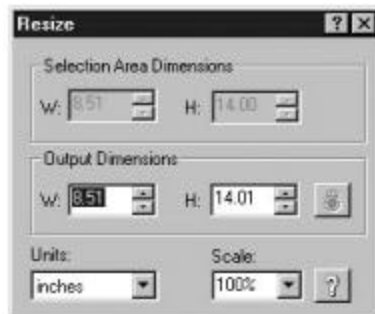 Resize ? ×
Selection Area Dimensions
W: 8.51 H: 14.00
Output Dimensions
W: 8.51 H: 14.01
Units: Scale:
inches 100% ?